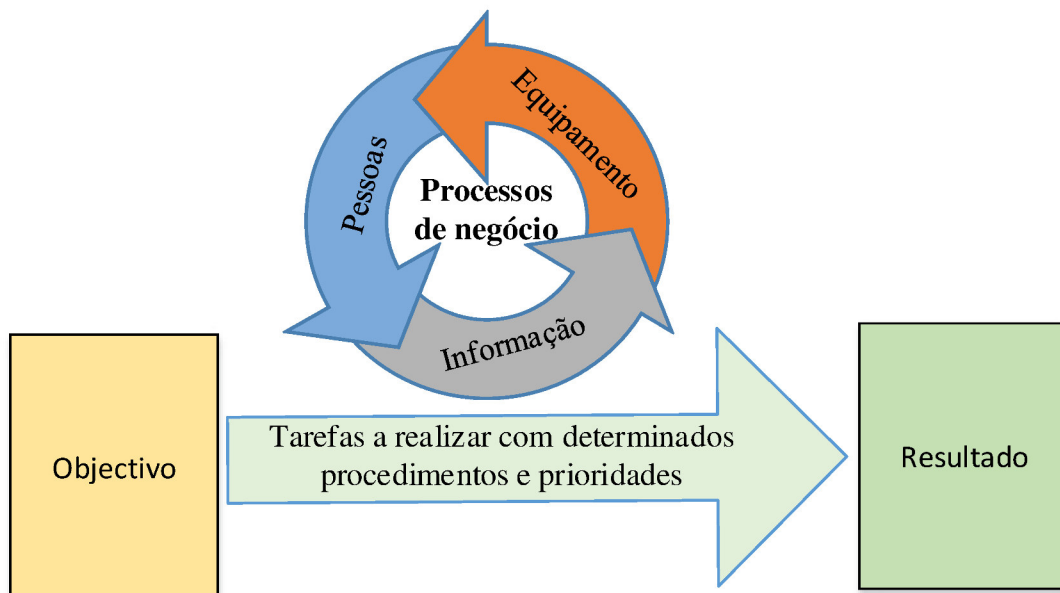 Equipamento
Pessoas
Processos
de negócio
Informação
Objectivo
Tarefas a realizar com determinados
procedimentos e prioridades
Resultado